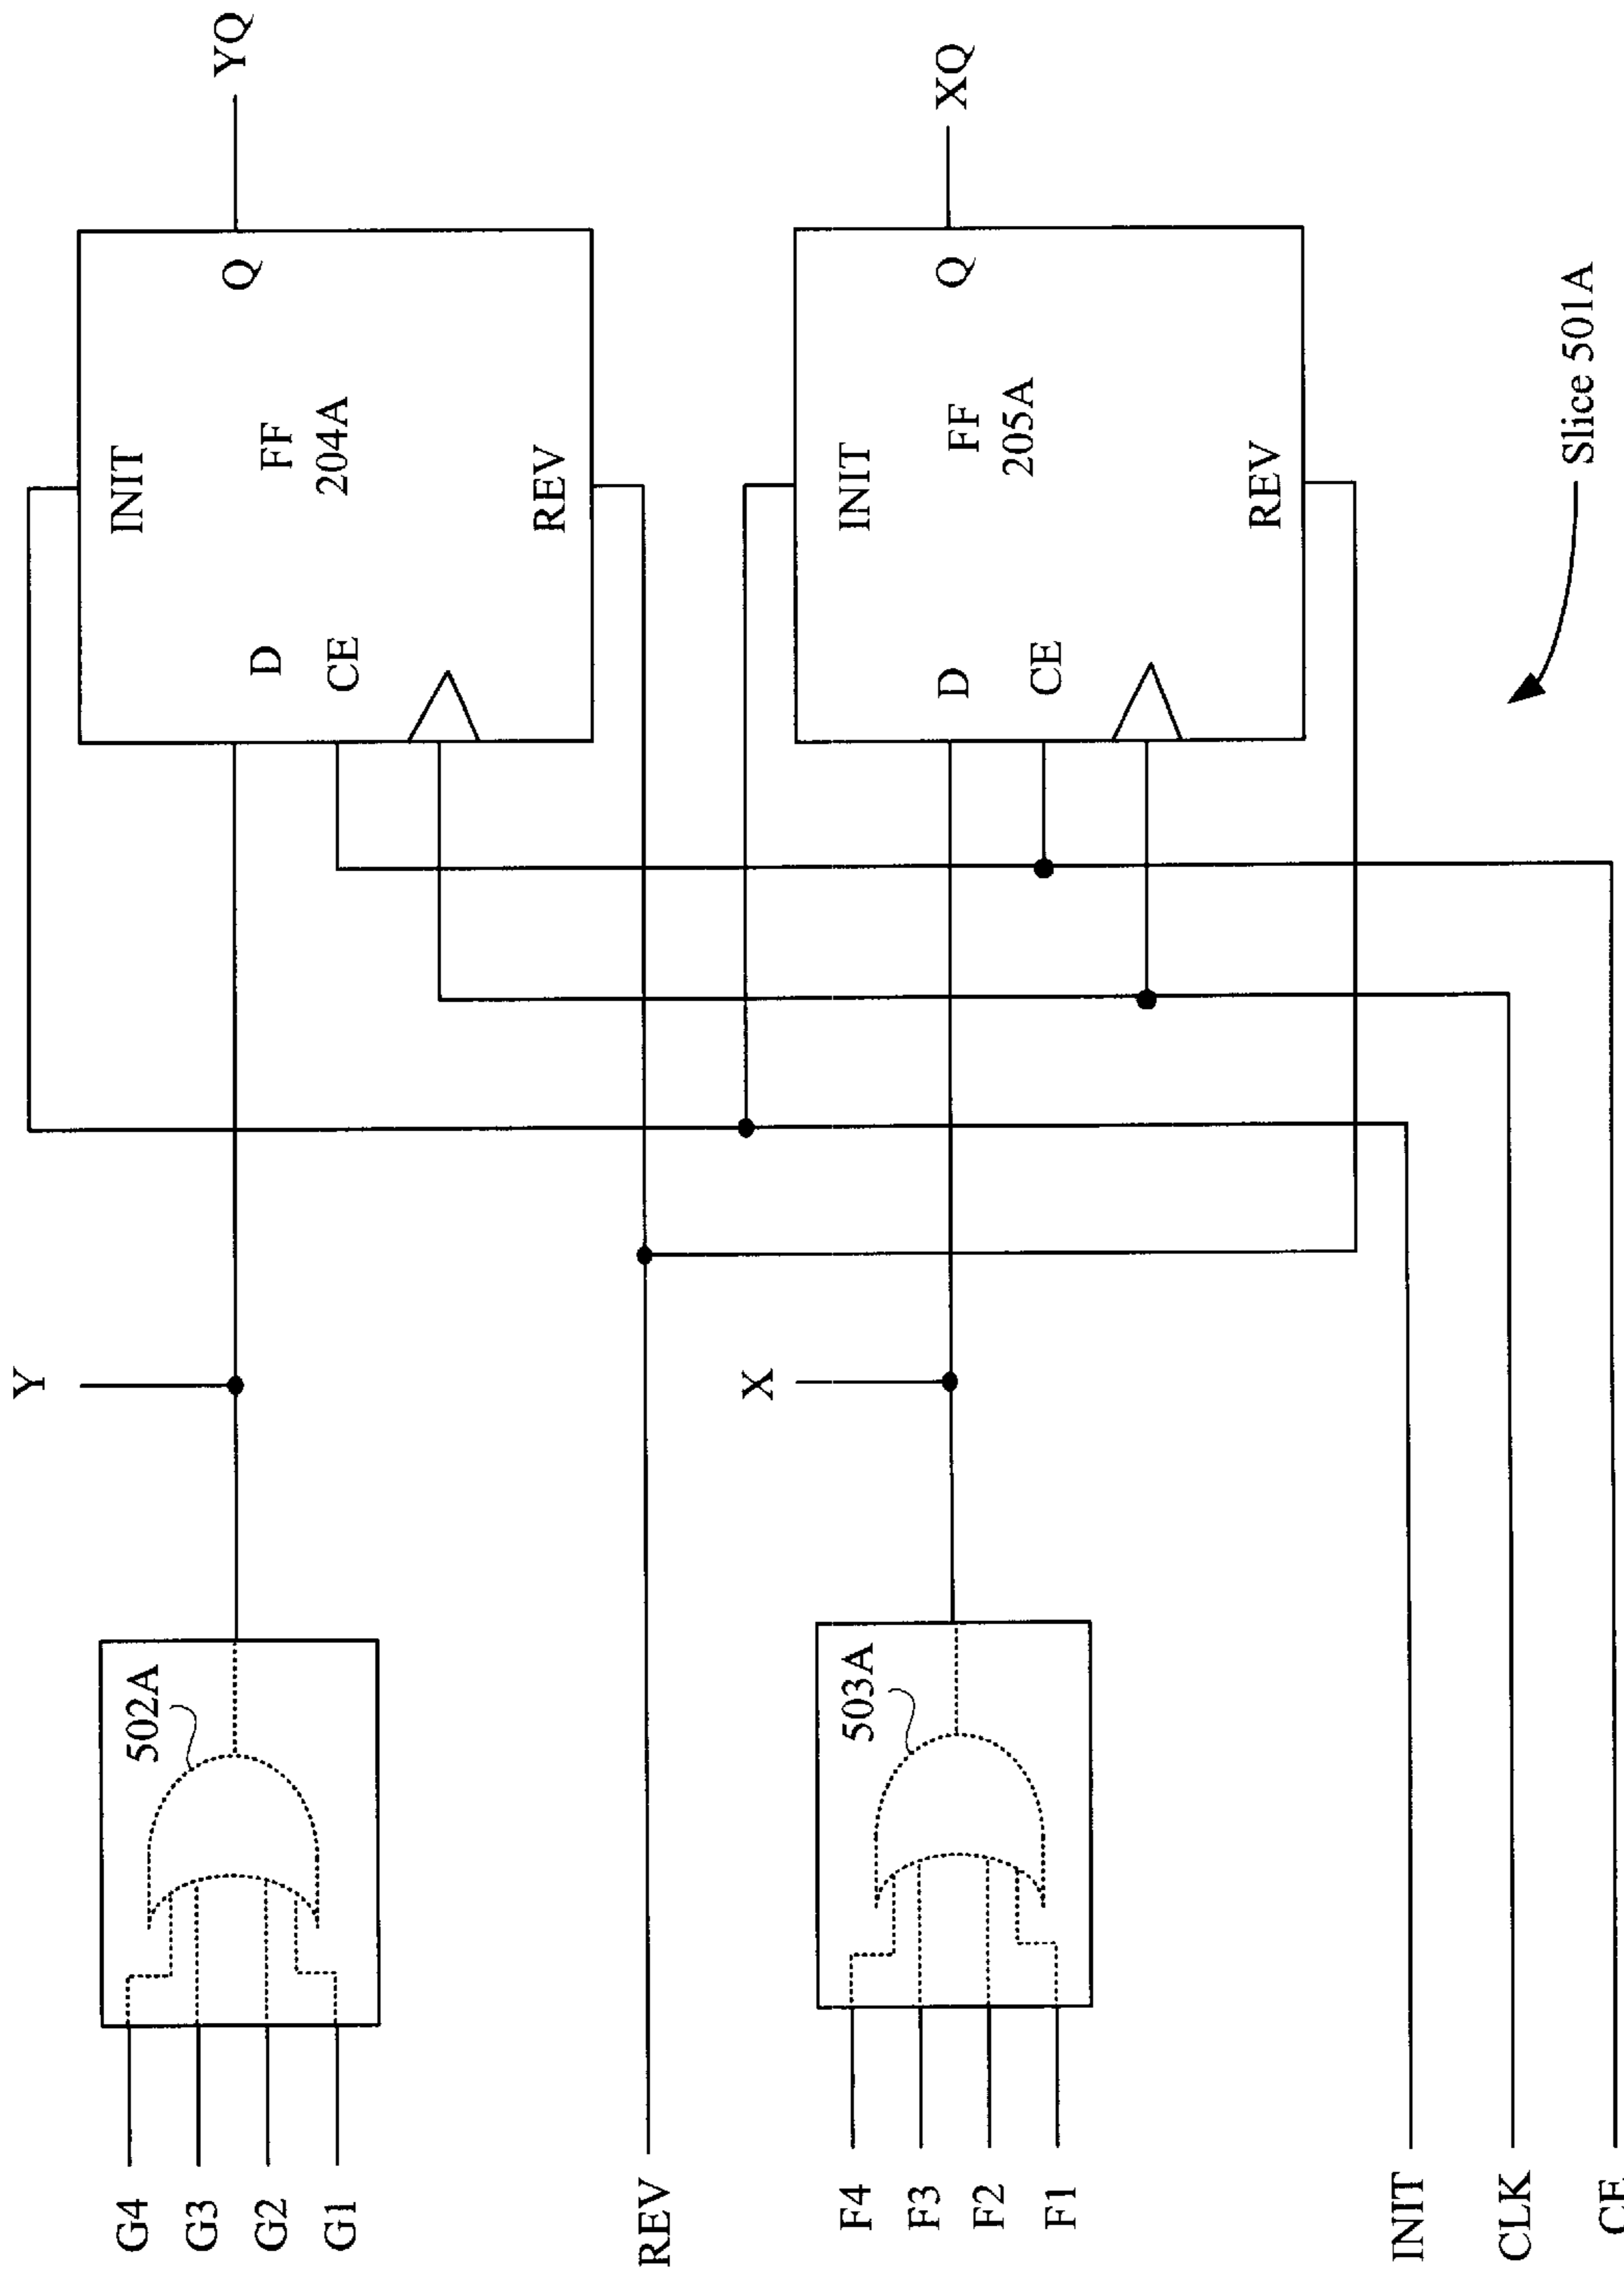 G4
G3
G2
G1
502A
Y
INIT
D
CE
FF
204A
Q
REV
YQ
REV
F4
F3
F2
F1
503A
X
INIT
D
CE
FF
205A
Q
REV
XQ
INIT
CLK
CE
Slice 501A